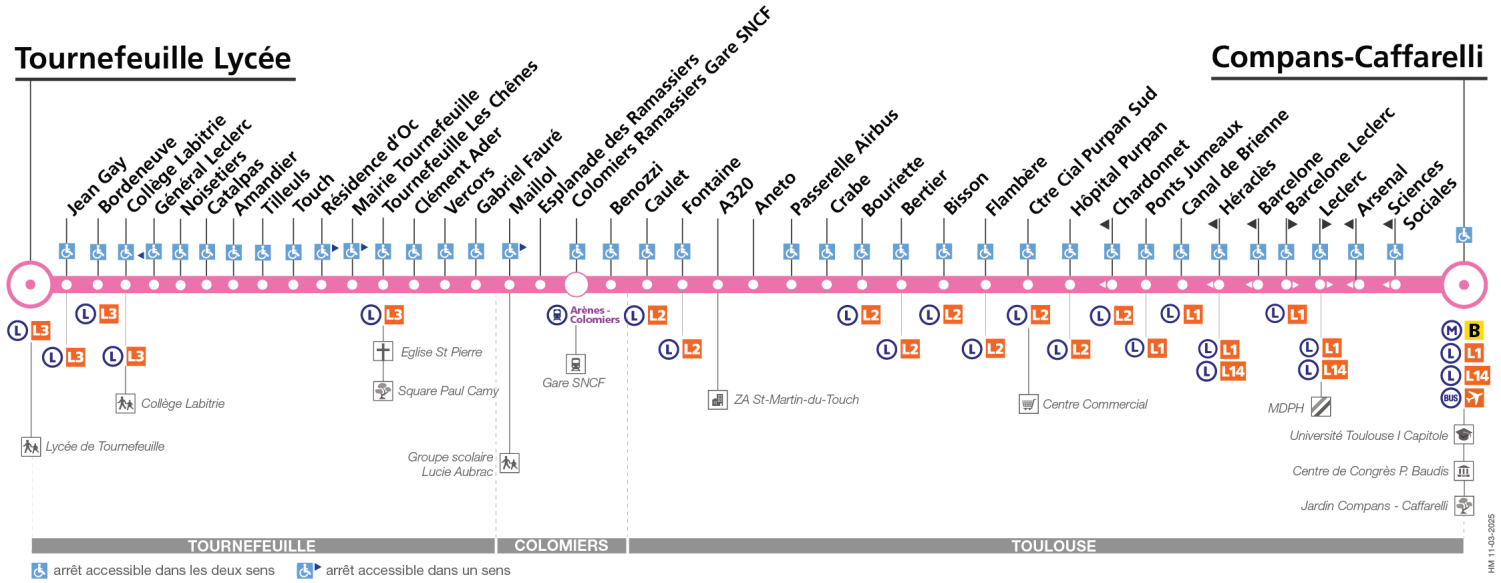 Tournefeuille Lycée
Compans-Caffarelli
Jean Gay
Bordeneuve
Collège Labitrie
Général Leclerc
Noisetiers
Catalpas
Amandier
Tilleuls
Touch
Résidence d'Oc
Mairie Tournefeuille
Tournefeuille Les Chênes
Clément Ader
Vercors
Gabriel Fauré
Maillol
Esplanade des Ramassiers
Colomiers Ramassiers Gare SNCF
Benozzi
Caulet
Fontaine
A320
Aneto
Passerelle Airbus
Crabe
Bouriette
Bertier
Bisson
Flambère
Ctre Cial Purpan Sud
Hôpital Purpan
Chardonnet
Ponts Jumeaux
Canal de Brienne
Héraclès
Barcelone
Barcelone Leclerc
Leclerc
Arsenal
Sciences
Sociales
L L3
L L3
L L3
L L3
L L3
Arènes -
Colomiers
L L2
L L2
L L2
L L2
L L2
L L2
L L2
L L2
L L2
L L1
L L1
L L1
L L14
L L1
L L1
L L14
M B
L L1
L L14
BUS
Lycée de Tournefeuille
Collège Labitrie
Eglise St Pierre
Square Paul Camy
Groupe scolaire
Lucie Aubrac
Gare SNCF
ZA St-Martin-du-Touch
Centre Commercial
MDPH
Université Toulouse I Capitole
Centre de Congrès P. Baudis
Jardin Compans - Caffarelli
TOURNEFEUILLE
COLOMIERS
TOULOUSE
arrêt accessible dans les deux sens
arrêt accessible dans un sens
HM 11-03-2025